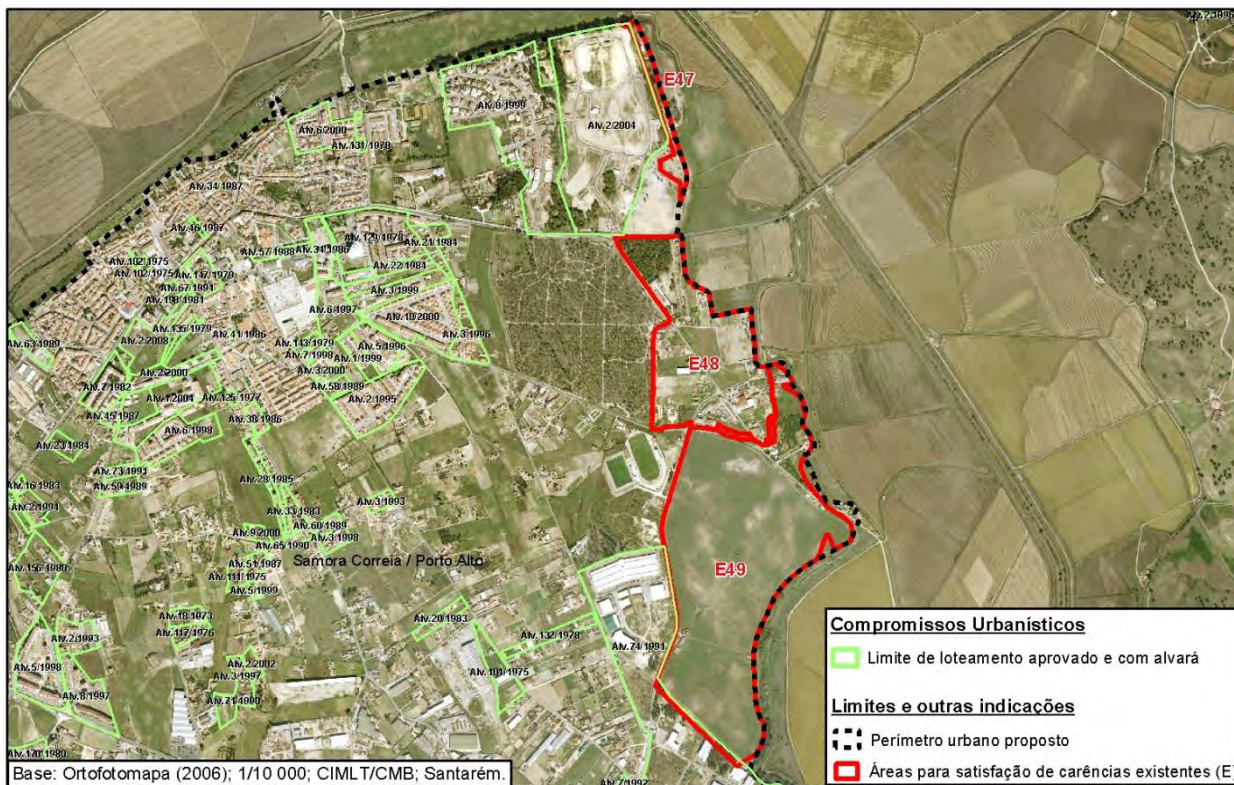 Alv.2/1996
E47
Alv.8/1999
Alv.2/2004
Alv.6/2000
Alv.131/1978
Alv.34/1987
Alv.46/1987
Alv.129/1978
Alv.21/1984
Alv.57/1988
Alv.34/1986
Alv.102/1975
Alv.102/1975
Alv.147/1979
Alv.22/1984
Alv.67/1991
Alv.3/1999
Alv.198/1981
Alv.6/1997
Alv.10/2000
Alv.135/1979
Alv.41/1986
Alv.3/1996
Alv.63/1989
Alv.2/2008
Alv.143/1979
Alv.5/1996
Alv.7/1998
Alv.1/1999
E48
Alv.2/2000
Alv.3/2000
Alv.7/1982
Alv.58/1989
Alv.1/2004
Alv.125/1977
Alv.2/1995
Alv.45/1987
Alv.38/1986
Alv.6/1998
Alv.23/1984
Alv.73/1991
Alv.28/1985
Alv.16/1983
Alv.59/1989
Alv.3/1993
Alv.2/1994
Alv.33/1983
Alv.60/1989
Alv.9/2000
Alv.3/1998
Alv.65/1990
Samora Correia / Porto Alto
Alv.156/1980
Alv.51/1987
E49
Alv.111/1975
Alv.5/1999
Alv.18/1973
Alv.20/1983
Alv.2/1993
Alv.117/1976
Alv.132/1978
Alv.74/1991
Alv.5/1998
Alv.2/2002
Alv.3/1997
Alv.101/1975
Alv.8/1997
Alv.71/1990
Alv.170/1980
Alv.7/1992
Base: Ortofotomapa (2006); 1/10 000; CIMLT/CMB; Santarém.
Compromissos Urbanísticos
Limite de loteamento aprovado e com alvará
Limites e outras indicações
Perímetro urbano proposto
Áreas para satisfação de carências existentes (E)